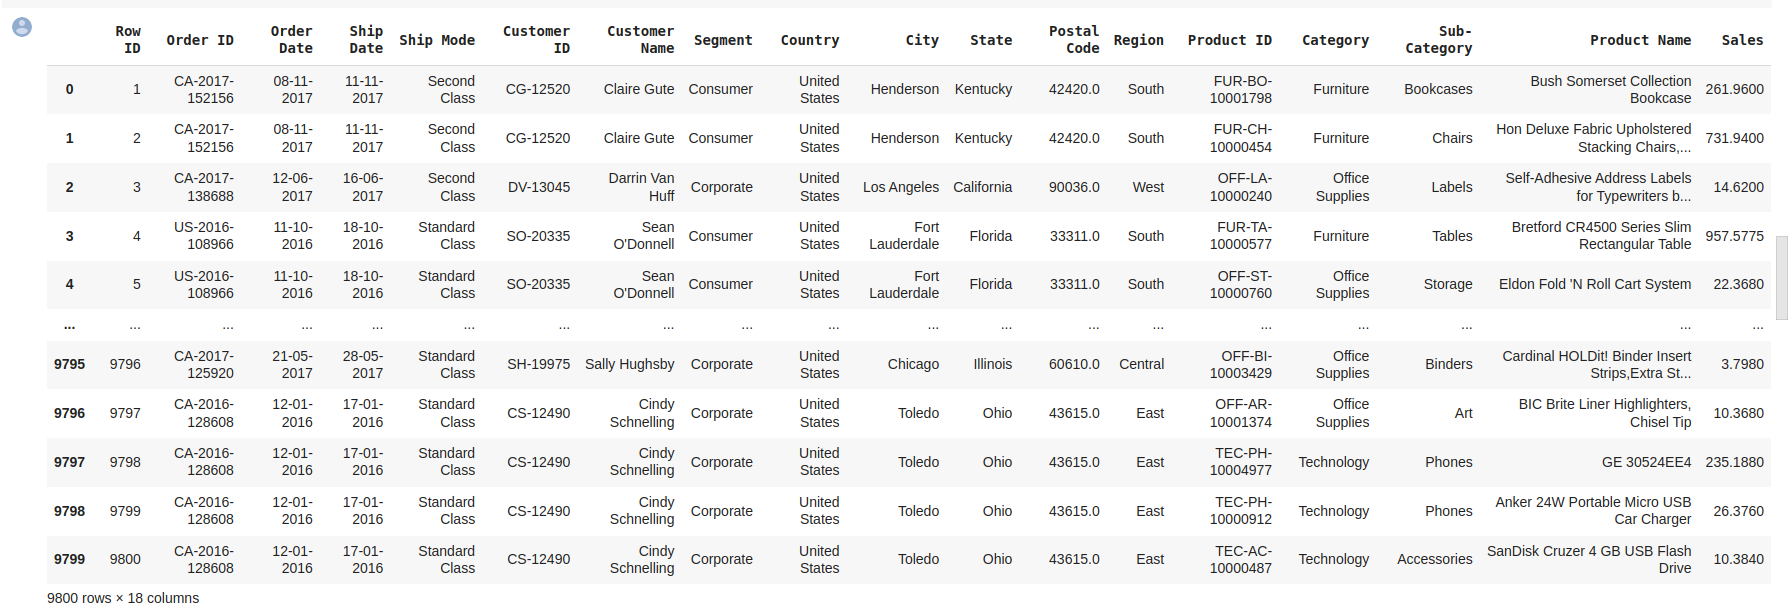 Row ID Order ID Order Date Ship Date Ship Mode Customer ID Customer Name Segment Country City State Postal Code Region Product ID Category Sub-Category Product Name Sales
0 1 CA-2017-152156 08-11-2017 11-11-2017 Second Class CG-12520 Claire Gute Consumer United States Henderson Kentucky 42420.0 South FUR-BO-10001798 Furniture Bookcases Bush Somerset Collection Bookcase 261.9600
1 2 CA-2017-152156 08-11-2017 11-11-2017 Second Class CG-12520 Claire Gute Consumer United States Henderson Kentucky 42420.0 South FUR-CH-10000454 Furniture Chairs Hon Deluxe Fabric Upholstered Stacking Chairs,... 731.9400
2 3 CA-2017-138688 12-06-2017 16-06-2017 Second Class DV-13045 Darrin Van Huff Corporate United States Los Angeles California 90036.0 West OFF-LA-10000240 Office Supplies Labels Self-Adhesive Address Labels for Typewriters b... 14.6200
3 4 US-2016-108966 11-10-2016 18-10-2016 Standard Class SO-20335 Sean O'Donnell Consumer United States Fort Lauderdale Florida 33311.0 South FUR-TA-10000577 Furniture Tables Bretford CR4500 Series Slim Rectangular Table 957.5775
4 5 US-2016-108966 11-10-2016 18-10-2016 Standard Class SO-20335 Sean O'Donnell Consumer United States Fort Lauderdale Florida 33311.0 South OFF-ST-10000760 Office Supplies Storage Eldon Fold 'N Roll Cart System 22.3680
... ... ... ... ... ... ... ... ... ... ... ... ... ... ... ... ... ... ...
9795 9796 CA-2017-125920 21-05-2017 28-05-2017 Standard Class SH-19975 Sally Hughsby Corporate United States Chicago Illinois 60610.0 Central OFF-BI-10003429 Office Supplies Binders Cardinal HOLDit! Binder Insert Strips,Extra St... 3.7980
9796 9797 CA-2016-128608 12-01-2016 17-01-2016 Standard Class CS-12490 Cindy Schnelling Corporate United States Toledo Ohio 43615.0 East OFF-AR-10001374 Office Supplies Art BIC Brite Liner Highlighters, Chisel Tip 10.3680
9797 9798 CA-2016-128608 12-01-2016 17-01-2016 Standard Class CS-12490 Cindy Schnelling Corporate United States Toledo Ohio 43615.0 East TEC-PH-10004977 Technology Phones GE 30524EE4 235.1880
9798 9799 CA-2016-128608 12-01-2016 17-01-2016 Standard Class CS-12490 Cindy Schnelling Corporate United States Toledo Ohio 43615.0 East TEC-PH-10000912 Technology Phones Anker 24W Portable Micro USB Car Charger 26.3760
9799 9800 CA-2016-128608 12-01-2016 17-01-2016 Standard Class CS-12490 Cindy Schnelling Corporate United States Toledo Ohio 43615.0 East TEC-AC-10000487 Technology Accessories SanDisk Cruzer 4 GB USB Flash Drive 10.3840
9800 rows × 18 columns